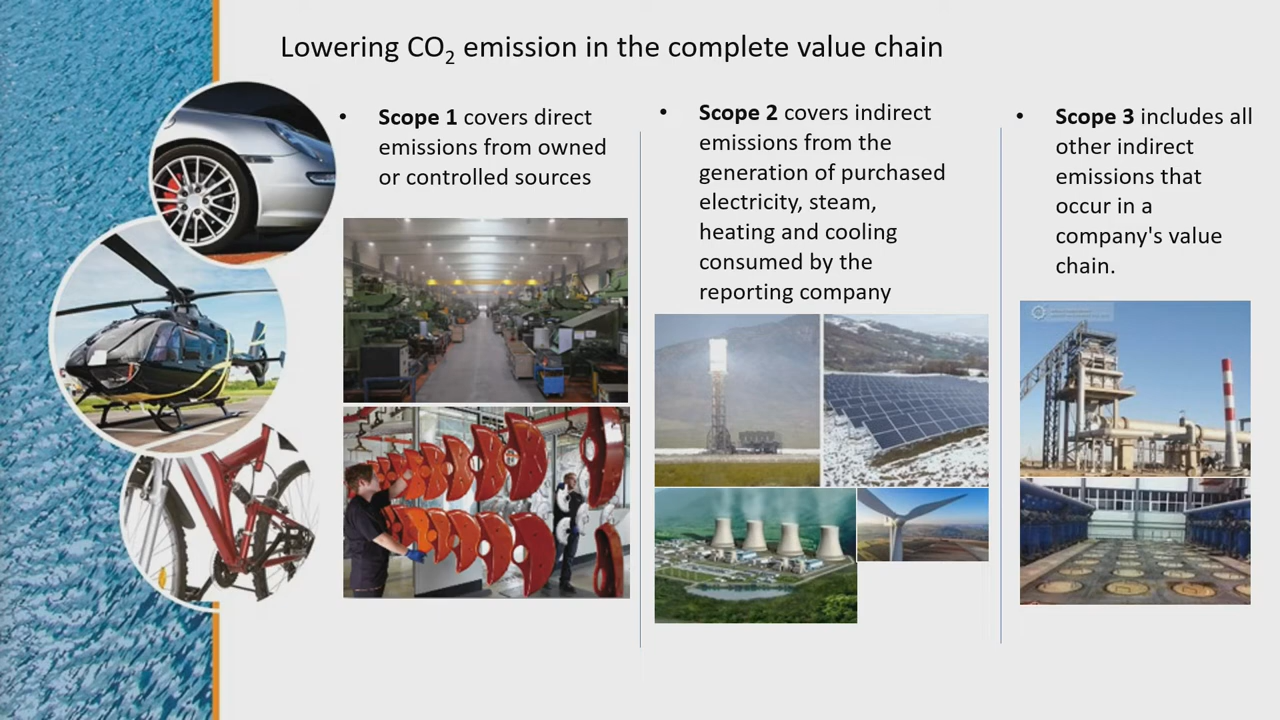 Lowering CO₂ emission in the complete value chain
• Scope 1 covers direct
emissions from owned
or controlled sources
• Scope 2 covers indirect
emissions from the
generation of purchased
electricity, steam,
heating and cooling
consumed by the
reporting company
• Scope 3 includes all
other indirect
emissions that
occur in a
company's value
chain.